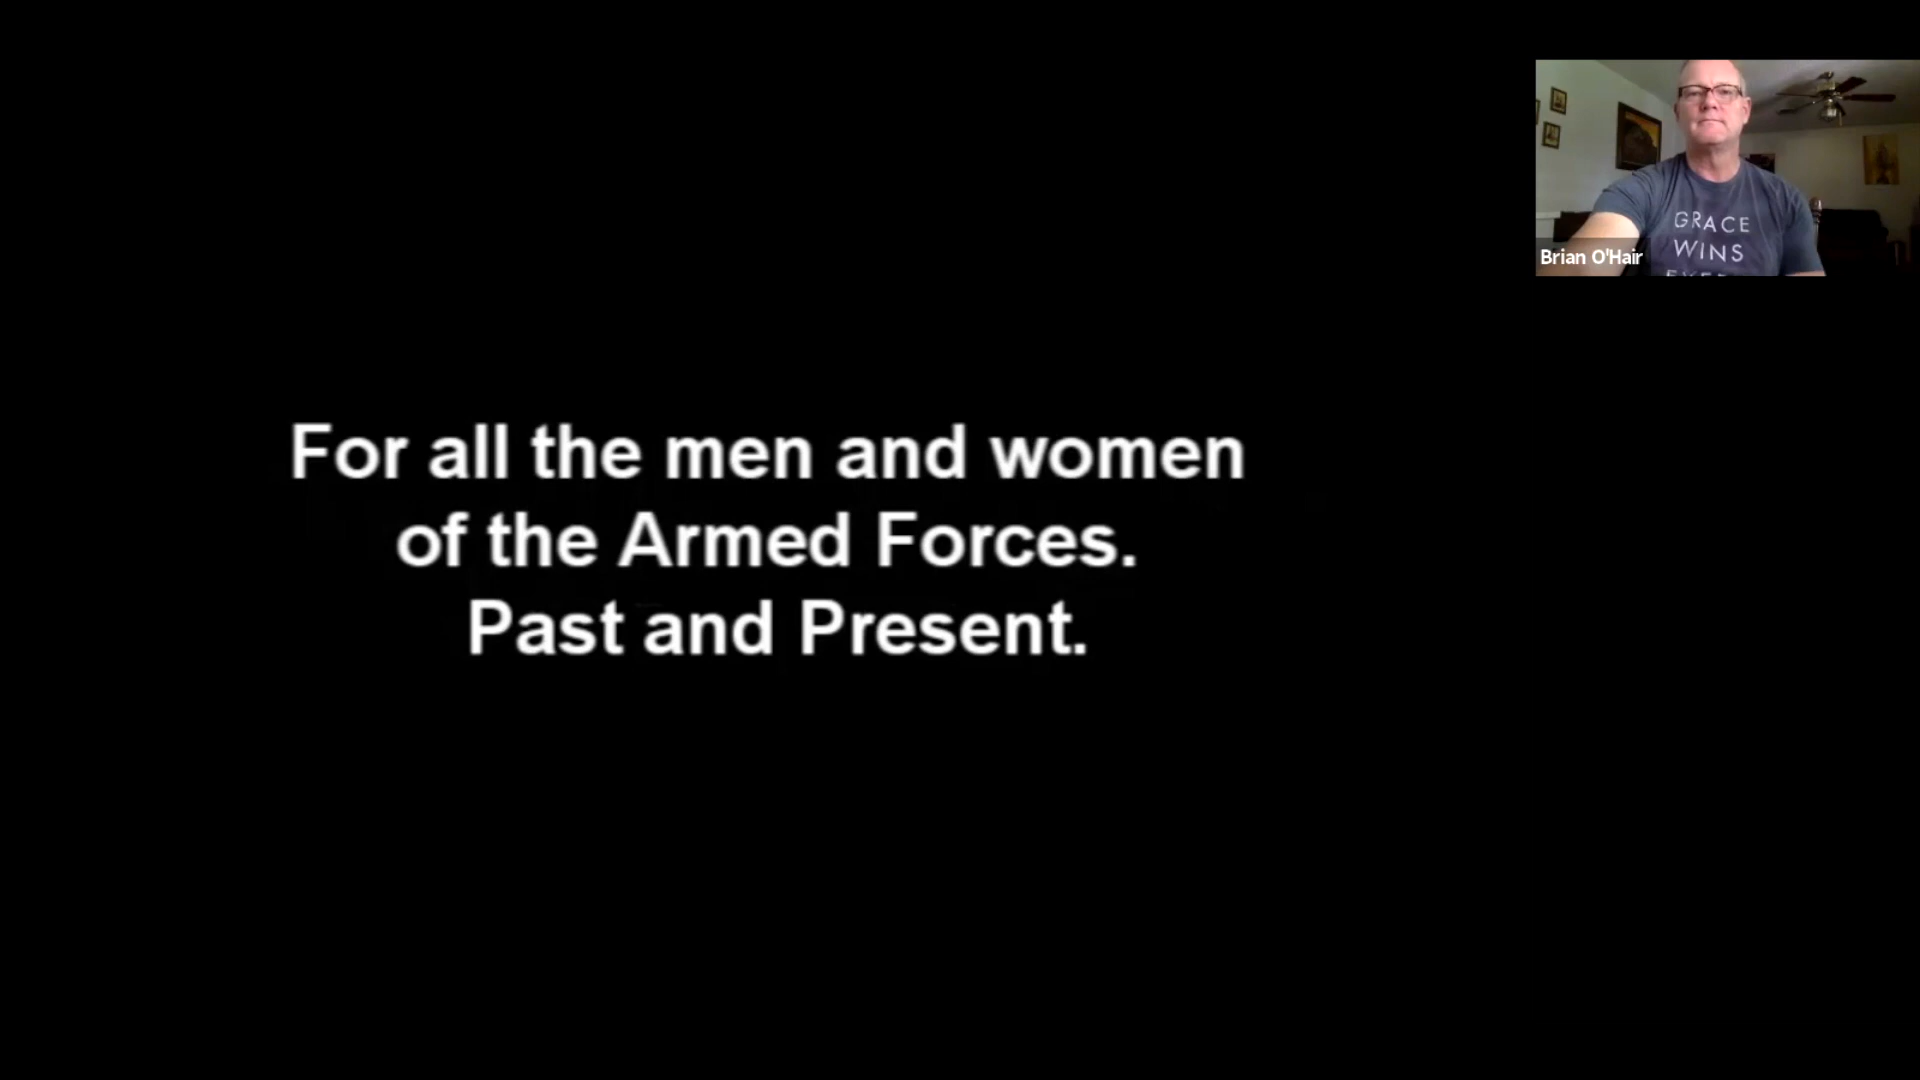 For all the men and women
of the Armed Forces.
Past and Present.
GRACE
WINS
Brian O'Hair